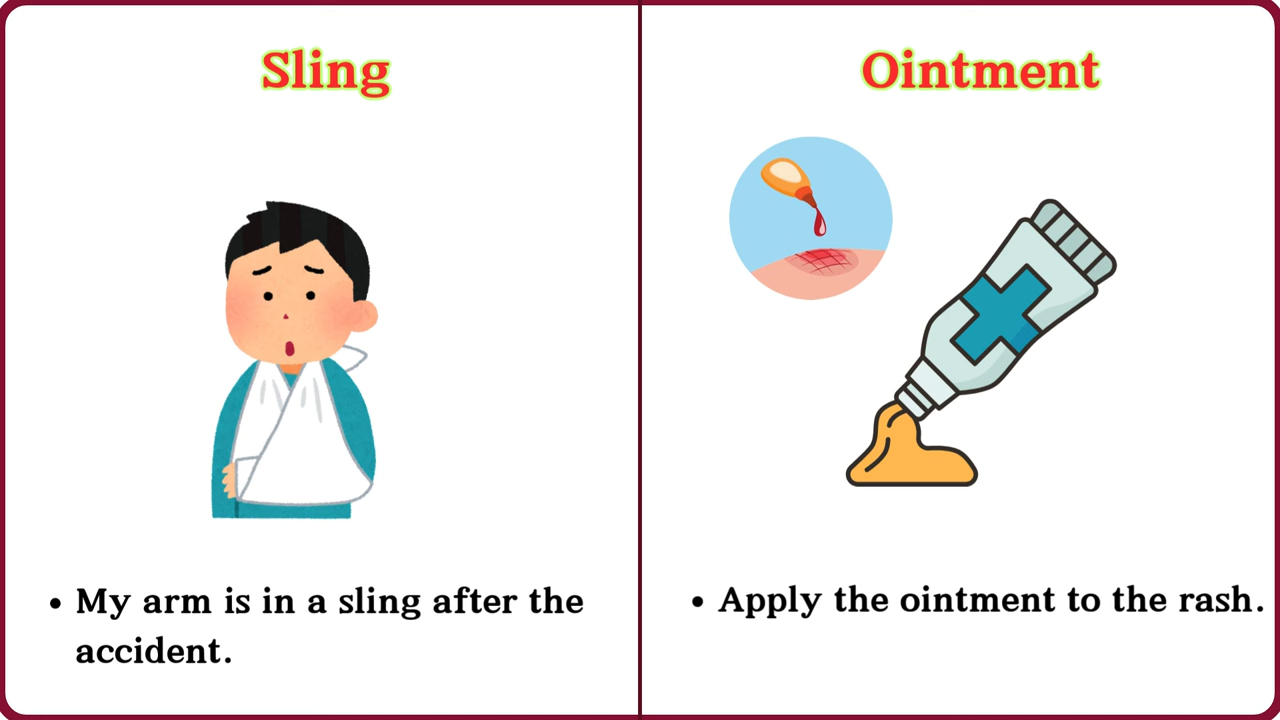 Sling
• My arm is in a sling after the
accident.
Ointment
• Apply the ointment to the rash.